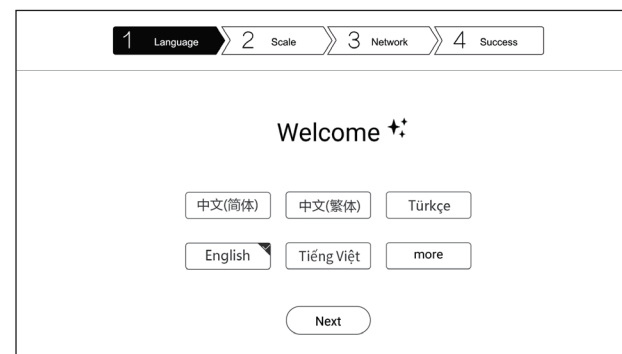 1 Language 2 Scale 3 Network 4 Success
Welcome
中文(简体) 中文(繁体) Türkçe
English Tiếng Việt more
Next